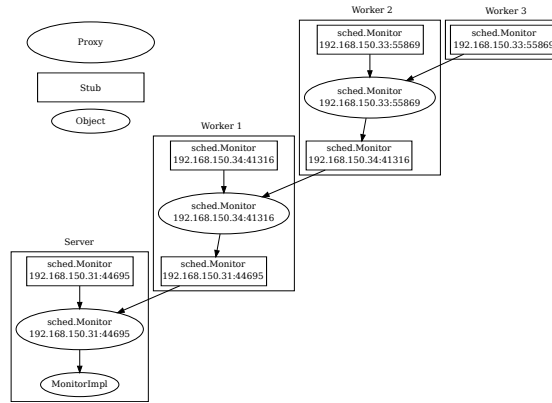 Proxy
Stub
Object
Worker 2
sched.Monitor
192.168.150.33:55869
sched.Monitor
192.168.150.33:55869
sched.Monitor
192.168.150.34:41316
Worker 3
sched.Monitor
192.168.150.33:55869
Worker 1
sched.Monitor
192.168.150.34:41316
sched.Monitor
192.168.150.34:41316
sched.Monitor
192.168.150.31:44695
Server
sched.Monitor
192.168.150.31:44695
sched.Monitor
192.168.150.31:44695
MonitorImpl